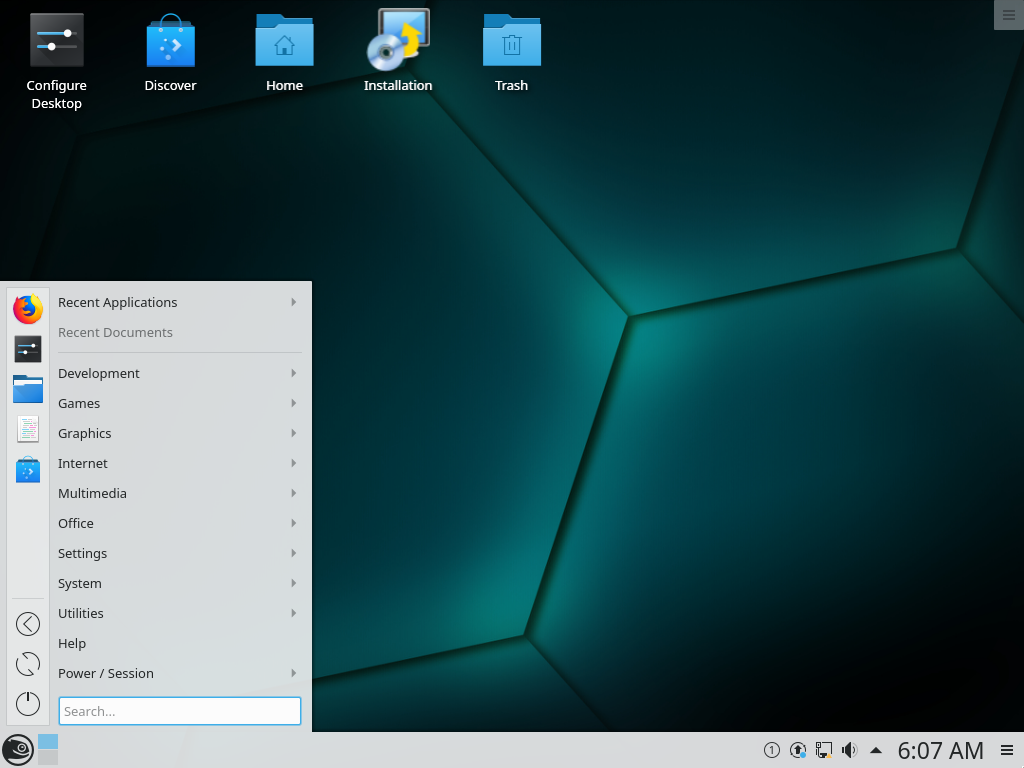 Configure
Desktop
Discover
Home
Installation
Trash
Recent Applications
Recent Documents
Development
Games
Graphics
Internet
Multimedia
Office
Settings
System
Utilities
Help
Power / Session
Search...
1
6:07 AM